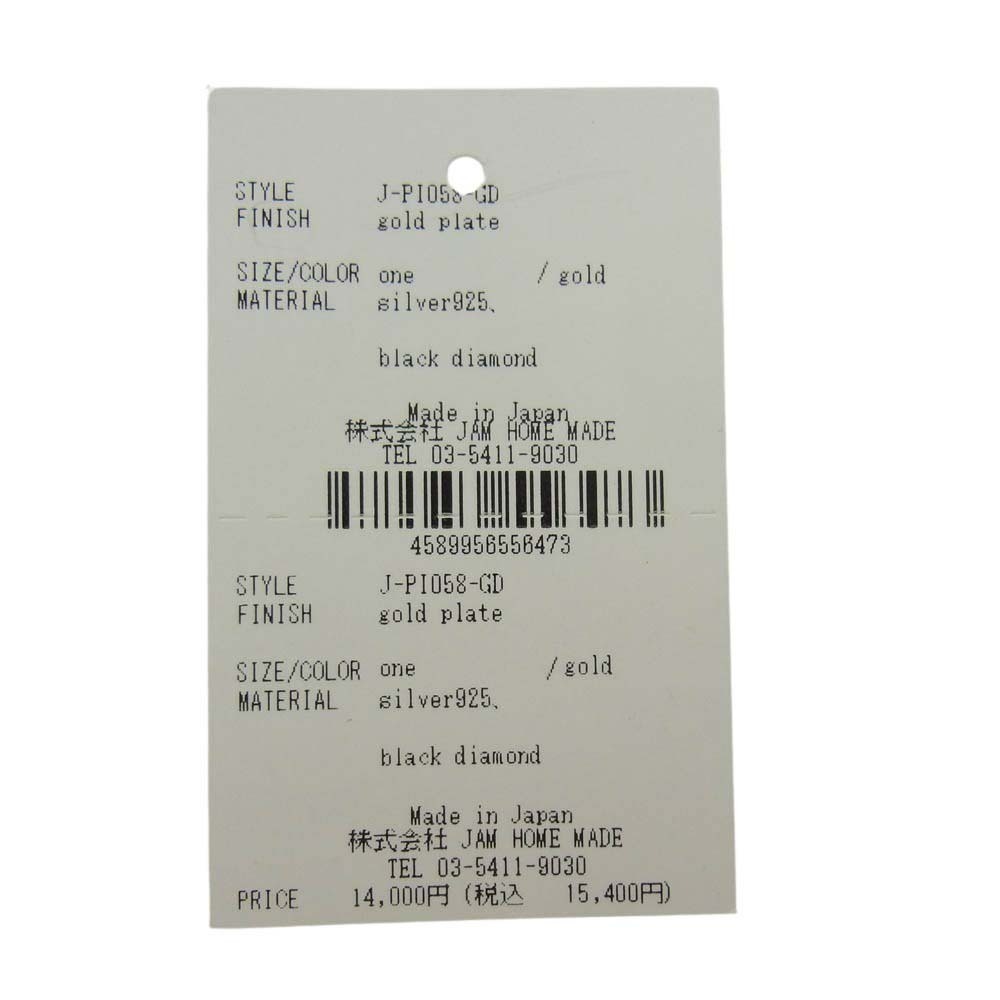 STYLE J-PI058-GD
FINISH gold plate
SIZE/COLOR one / gold
MATERIAL silver925、
black diamond
Made in Japan
株式会社 JAM HOME MADE
TEL 03-5411-9030
4589956556473
STYLE J-PI058-GD
FINISH gold plate
SIZE/COLOR one / gold
MATERIAL silver925、
black diamond
Made in Japan
株式会社 JAM HOME MADE
TEL 03-5411-9030
PRICE 14,000円 (税込 15,400円)